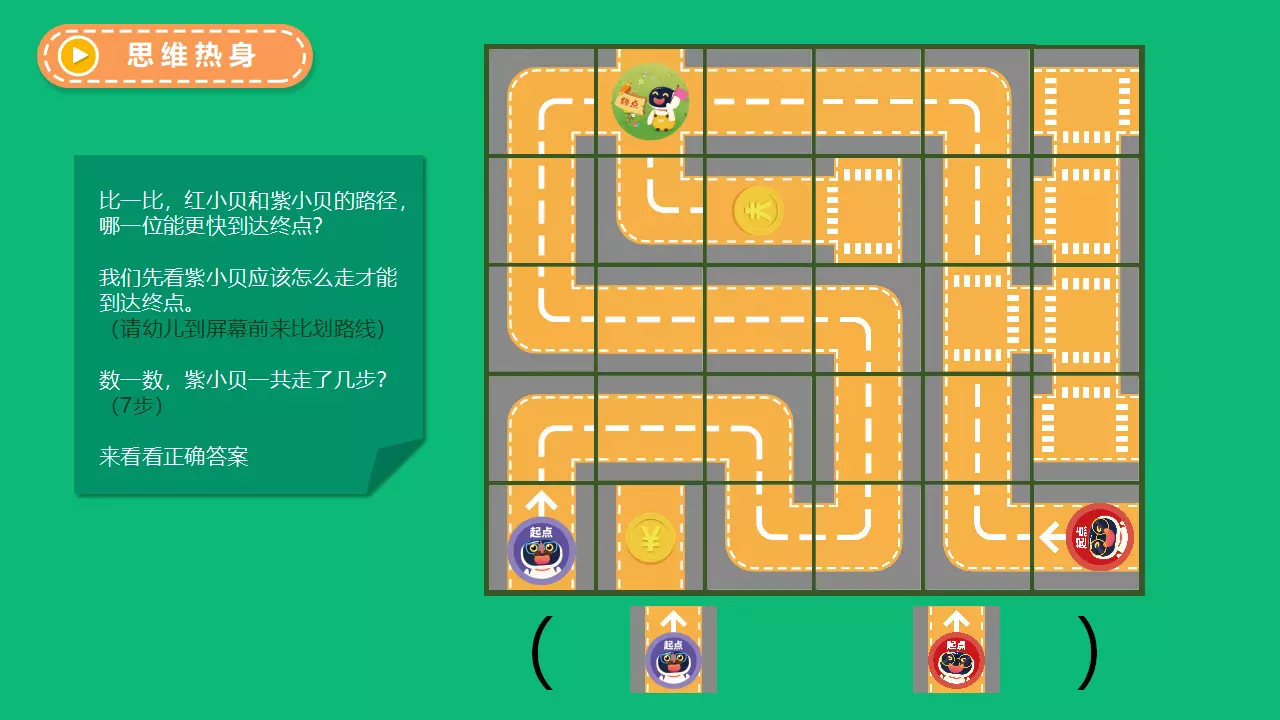 思维热身
比一比，红小贝和紫小贝的路径，
哪一位能更快到达终点？
我们先看紫小贝应该怎么走才能
到达终点。
（请幼儿到屏幕前来比划路线）
数一数，紫小贝一共走了几步？
（7步）
来看看正确答案
终点
¥
¥
起点
起点
（
起点
起点
）